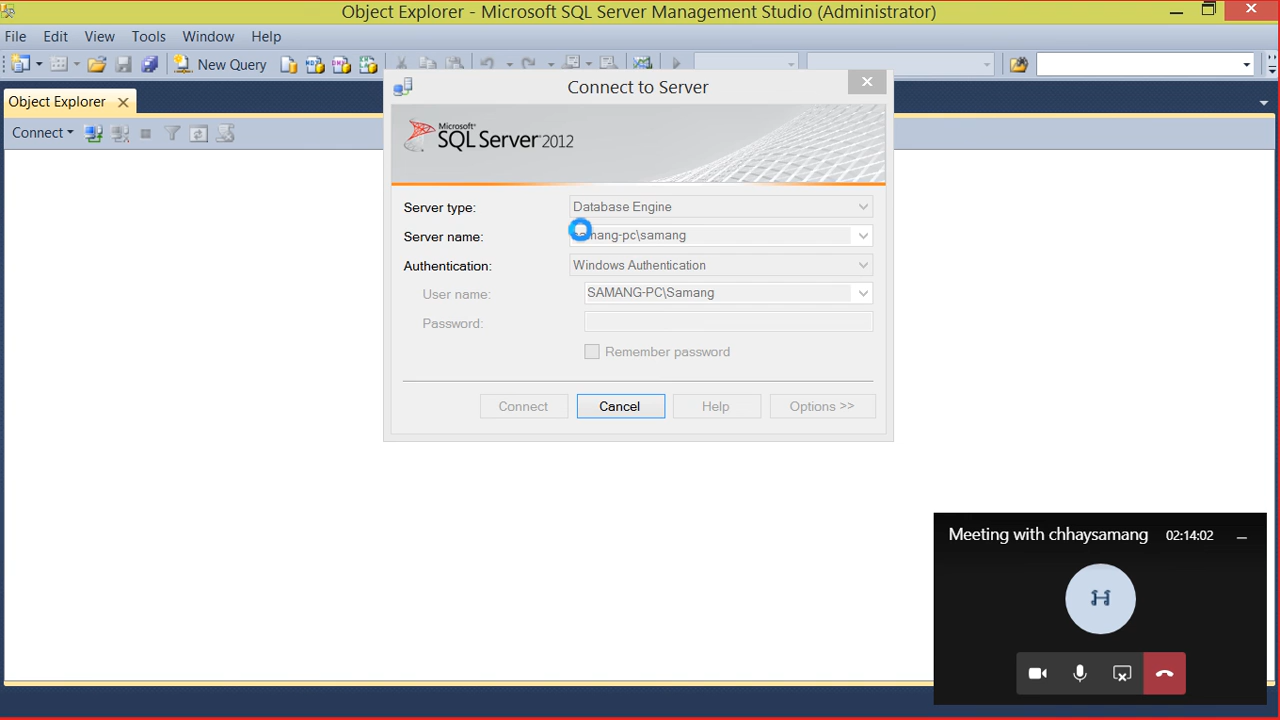 Object Explorer - Microsoft SQL Server Management Studio (Administrator)
File Edit View Tools Window Help
New Query
Object Explorer
Connect
Connect to Server
Microsoft®
SQL Server® 2012
Server type: Database Engine
Server name: samang-pc\samang
Authentication: Windows Authentication
User name: SAMANG-PC\Samang
Password:
Remember password
Connect Cancel Help Options >>
Meeting with chhaysamang 02:14:02